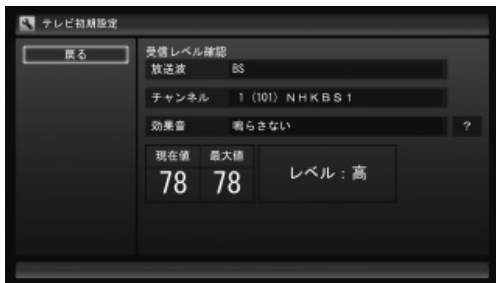 テレビ初期設定
戻る
受信レベル確認
放送波 BS
チャンネル 1 (101) NHKBS1
効果音 鳴らさない ?
現在値 最大値
78 78 レベル：高